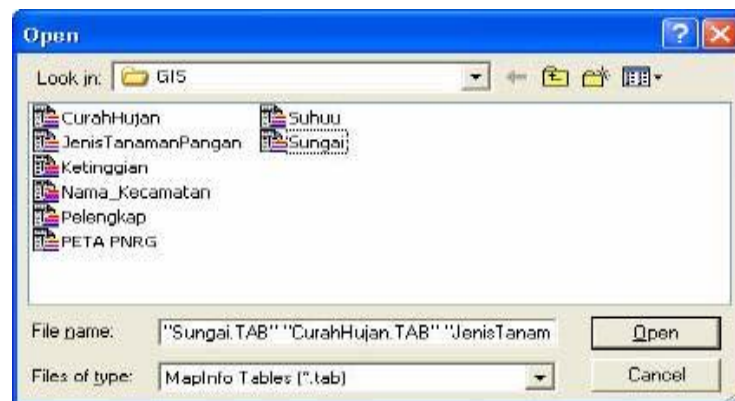 Open
Look in: GIS
CurahHujan
JenisTanamanPangan
Ketinggian
Nama_Kecamatan
Pelengkap
PETA PNRG
Suhuu
Sungai
File name: "Sungai.TAB" "CurahHujan.TAB" "JenisTanam
Open
Files of type: MapInfo Tables (*.tab)
Cancel